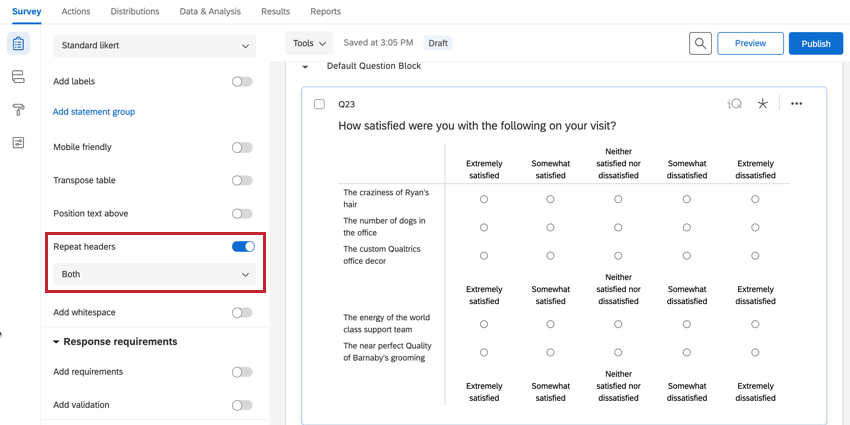 Survey Actions Distributions Data & Analysis Results Reports
Standard likert
Tools
Saved at 3:05 PM
Draft
Preview
Publish
Add labels
Add statement group
Mobile friendly
Transpose table
Position text above
Repeat headers
Both
Add whitespace
Response requirements
Add requirements
Add validation
Default Question Block
Q23
iQ
How satisfied were you with the following on your visit?
Extremely satisfied
Somewhat satisfied
Neither satisfied nor dissatisfied
Somewhat dissatisfied
Extremely dissatisfied
The craziness of Ryan's
hair
The number of dogs in
the office
The custom Qualtrics
office decor
Extremely satisfied
Somewhat satisfied
Neither satisfied nor dissatisfied
Somewhat dissatisfied
Extremely dissatisfied
The energy of the world
class support team
The near perfect Quality
of Barnaby's grooming
Extremely satisfied
Somewhat satisfied
Neither satisfied nor dissatisfied
Somewhat dissatisfied
Extremely dissatisfied